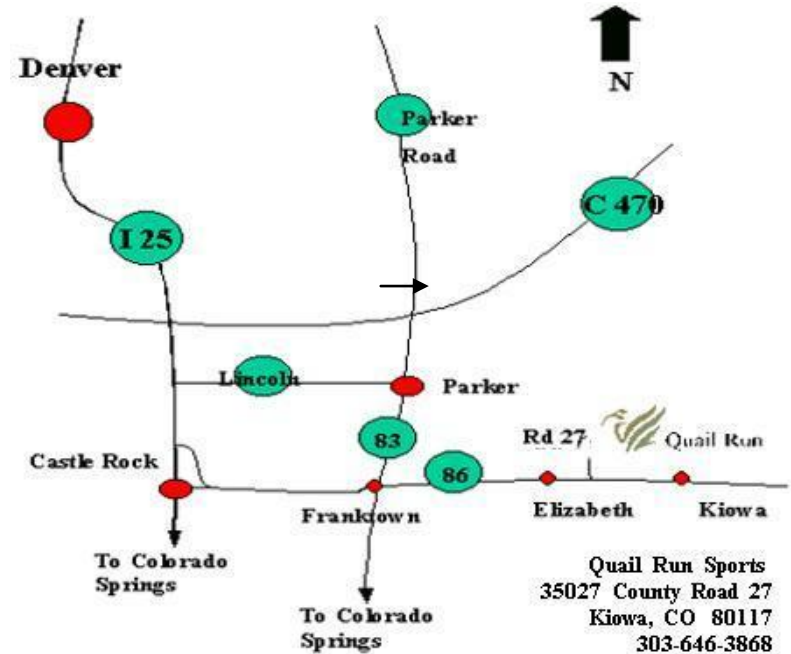 Denver
N
Parker
Road
C 470
I 25
Lincoln
Parker
83
Rd 27
Quail Run
Castle Rock
86
Franktown
Elizabeth
Kiowa
To Colorado
Springs
To Colorado
Springs
Quail Run Sports
35027 County Road 27
Kiowa, CO 80117
303-646-3868